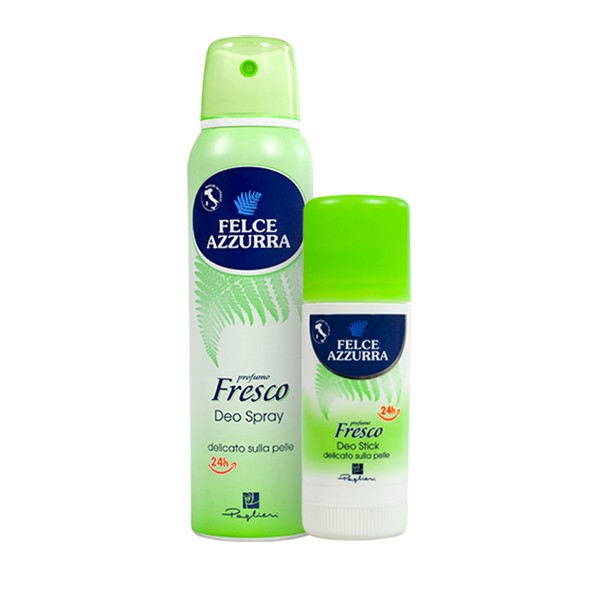 FELCE
AZZURRA
profumo
Fresco
Deo Spray
delicato sulla pelle
24h
Paglieri
FELCE
AZZURRA
24h
profumo
Fresco
Deo Stick
delicato sulla pelle
Paglieri